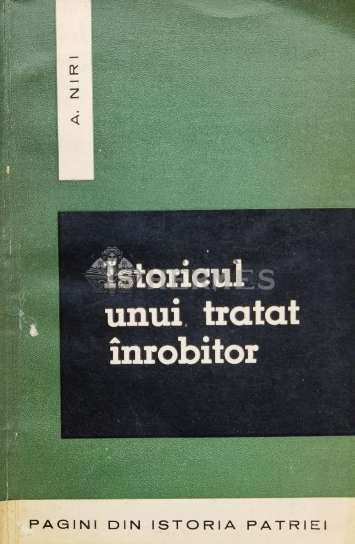 A. NIRI
Istoricul
unui tratat
înrobitor
PAGINI DIN ISTORIA PATRIEI